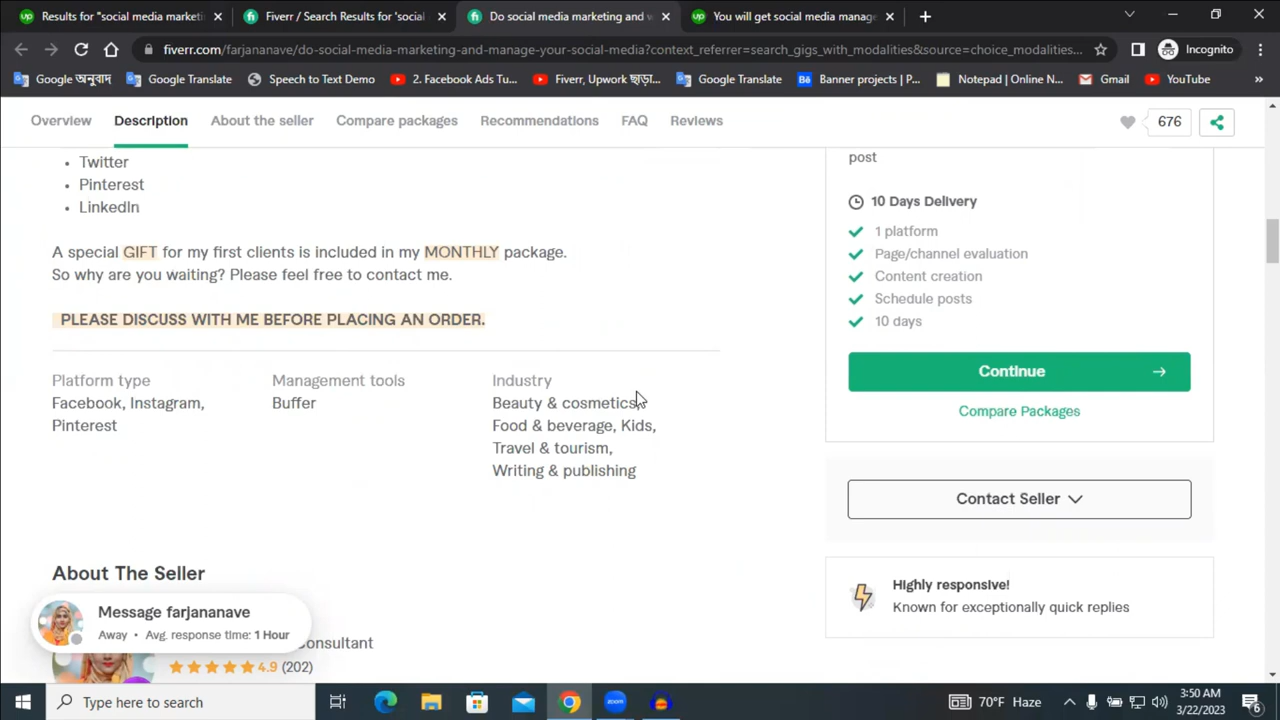 Results for "social media marketi
Fiverr / Search Results for 'social
Do social media marketing and
You will get social media manage
fiverr.com/farjananave/do-social-media-marketing-and-manage-your-social-media?context_referrer=search_gigs_with_modalities&source=choice_modalities...
Incognito
Google অনুবাদ
Google Translate
Speech to Text Demo
2. Facebook Ads Tu...
Fiverr, Upwork ছাড়া...
Google Translate
Banner projects | P...
Notepad | Online N...
Gmail
YouTube
Overview
Description
About the seller
Compare packages
Recommendations
FAQ
Reviews
676
Twitter
Pinterest
LinkedIn
A special GIFT for my first clients is included in my MONTHLY package.
So why are you waiting? Please feel free to contact me.
PLEASE DISCUSS WITH ME BEFORE PLACING AN ORDER.
Platform type
Facebook, Instagram,
Pinterest
Management tools
Buffer
Industry
Beauty & cosmetics,
Food & beverage, Kids,
Travel & tourism,
Writing & publishing
About The Seller
Message farjananave
Away • Avg. response time: 1 Hour
Consultant
4.9 (202)
post
10 Days Delivery
1 platform
Page/channel evaluation
Content creation
Schedule posts
10 days
Continue
Compare Packages
Contact Seller
Highly responsive!
Known for exceptionally quick replies
Type here to search
70°F Haze
3:50 AM
3/22/2023
6